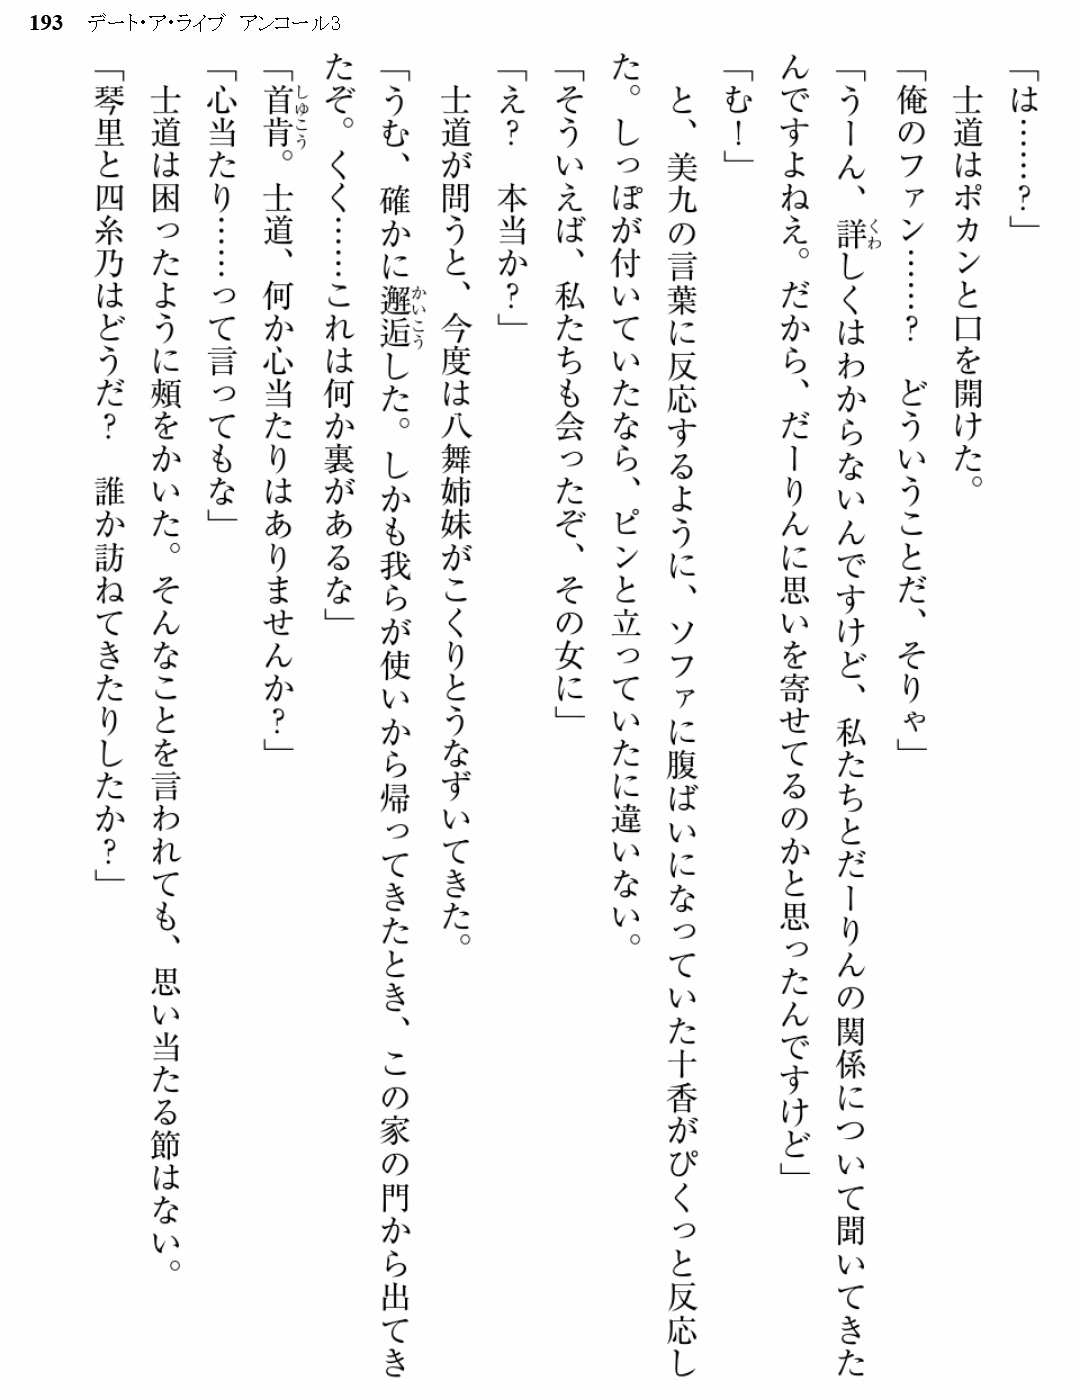 193 デート・ア・ライブ アンコール3
「は……?」
　士道はポカンと口を開けた。
「俺のファン……?　どういうことだ、そりゃ」
「うーん、詳しくはわからないんですけど、私たちとだーりんの関係について聞いてきた
んですよねえ。だから、だーりんに思いを寄せてるのかと思ったんですけど」
「む!」
　と、美九の言葉に反応するように、ソファに腹ばいになっていた十香がぴくっと反応し
た。しっぽが付いていたなら、ピンと立っていたに違いない。
「そういえば、私たちも会ったぞ、その女に」
「え?　本当か?」
　士道が問うと、今度は八舞姉妹がこくりとうなずいてきた。
「うむ、確かに邂逅した。しかも我らが使いから帰ってきたとき、この家の門から出てき
たぞ。くく……これは何か裏があるな」
「首肯。士道、何か心当たりはありませんか?」
「心当たり……って言ってもな」
　士道は困ったように頰をかいた。そんなことを言われても、思い当たる節はない。
「琴里と四糸乃はどうだ?　誰か訪ねてきたりしたか?」
くわ
かいこう
しゅこう